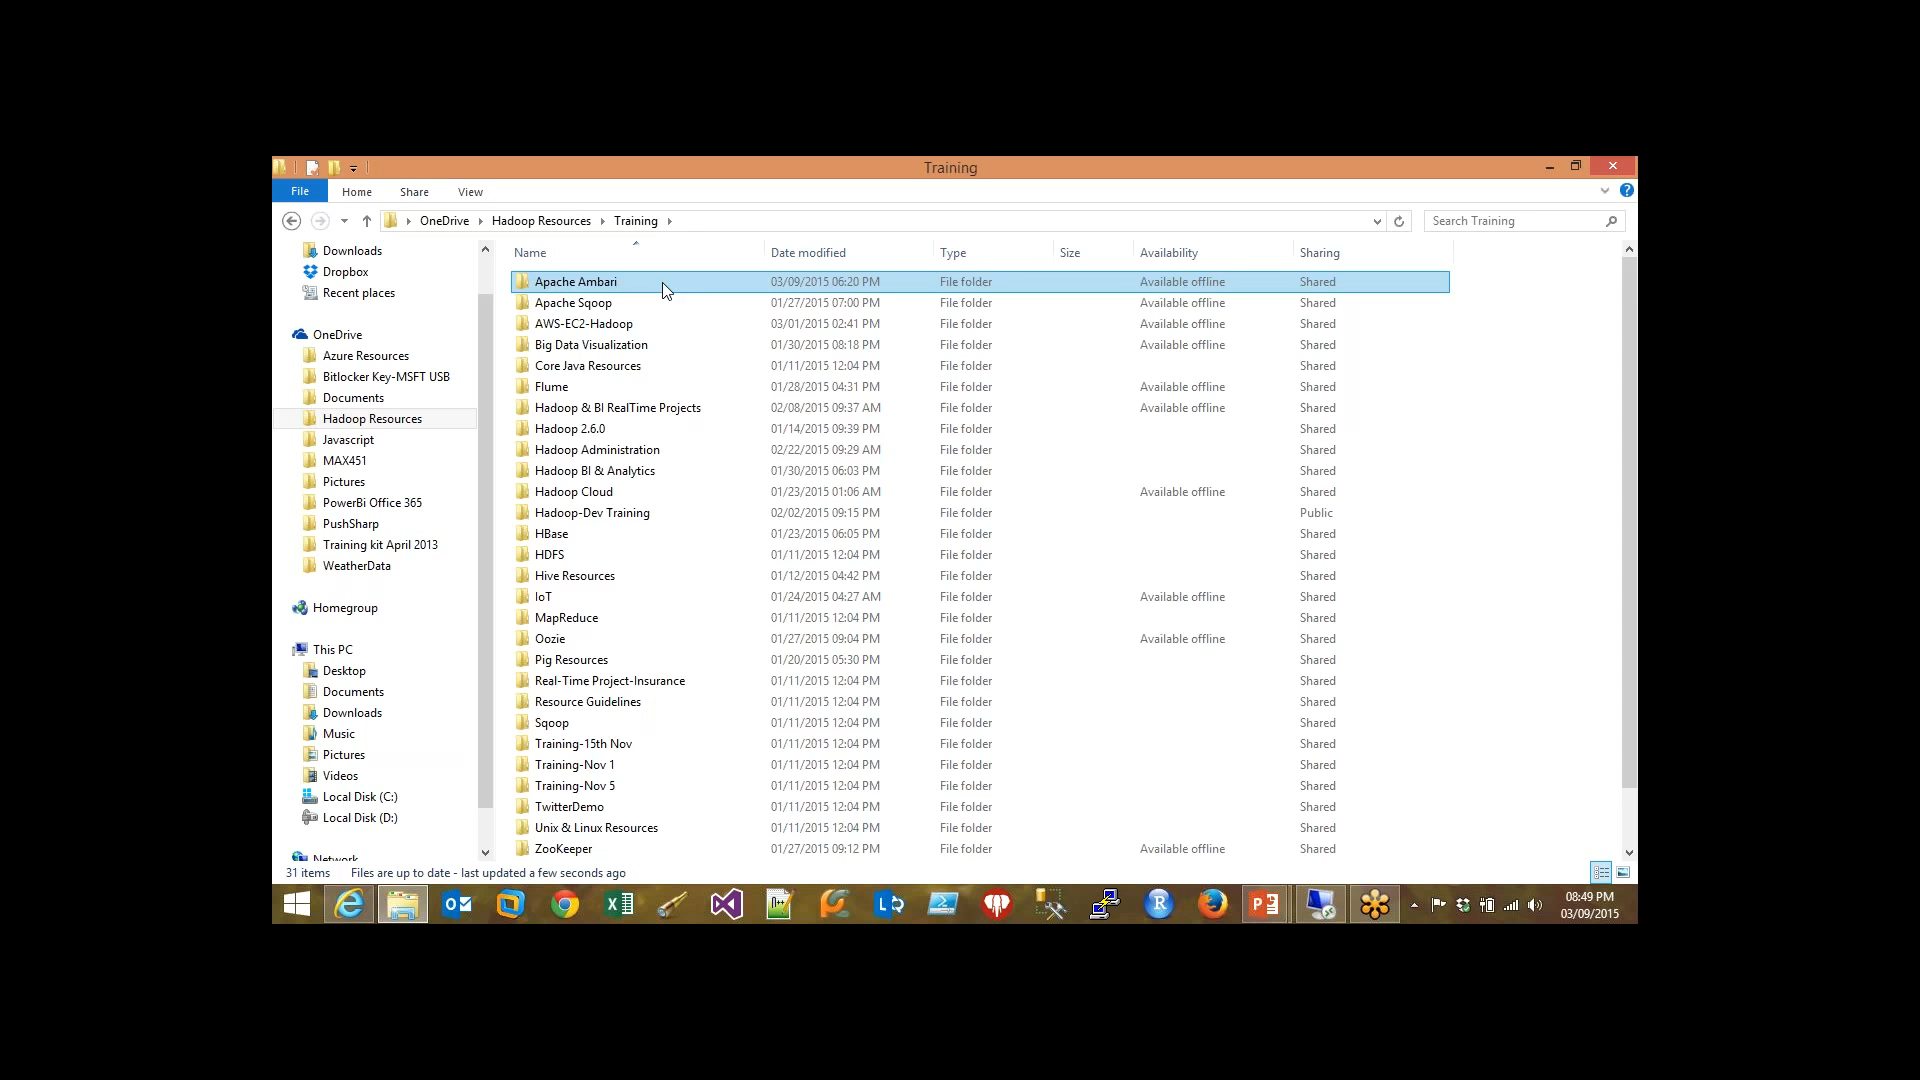 Training
File Home Share View
OneDrive Hadoop Resources Training Search Training
Downloads
Dropbox
Recent places
OneDrive
Azure Resources
Bitlocker Key-MSFT USB
Documents
Hadoop Resources
Javascript
MAX451
Pictures
PowerBi Office 365
PushSharp
Training kit April 2013
WeatherData
Homegroup
This PC
Desktop
Documents
Downloads
Music
Pictures
Videos
Local Disk (C:)
Local Disk (D:)
Network
Name Date modified Type Size Availability Sharing
Apache Ambari 03/09/2015 06:20 PM File folder Available offline Shared
Apache Sqoop 01/27/2015 07:00 PM File folder Available offline Shared
AWS-EC2-Hadoop 03/01/2015 02:41 PM File folder Available offline Shared
Big Data Visualization 01/30/2015 08:18 PM File folder Available offline Shared
Core Java Resources 01/11/2015 12:04 PM File folder Shared
Flume 01/28/2015 04:31 PM File folder Available offline Shared
Hadoop & BI RealTime Projects 02/08/2015 09:37 AM File folder Available offline Shared
Hadoop 2.6.0 01/14/2015 09:39 PM File folder Shared
Hadoop Administration 02/22/2015 09:29 AM File folder Shared
Hadoop BI & Analytics 01/30/2015 06:03 PM File folder Shared
Hadoop Cloud 01/23/2015 01:06 AM File folder Available offline Shared
Hadoop-Dev Training 02/02/2015 09:15 PM File folder Public
HBase 01/23/2015 06:05 PM File folder Shared
HDFS 01/11/2015 12:04 PM File folder Shared
Hive Resources 01/12/2015 04:42 PM File folder Shared
IoT 01/24/2015 04:27 AM File folder Available offline Shared
MapReduce 01/11/2015 12:04 PM File folder Shared
Oozie 01/27/2015 09:04 PM File folder Available offline Shared
Pig Resources 01/20/2015 05:30 PM File folder Shared
Real-Time Project-Insurance 01/11/2015 12:04 PM File folder Shared
Resource Guidelines 01/11/2015 12:04 PM File folder Shared
Sqoop 01/11/2015 12:04 PM File folder Shared
Training-15th Nov 01/11/2015 12:04 PM File folder Shared
Training-Nov 1 01/11/2015 12:04 PM File folder Shared
Training-Nov 5 01/11/2015 12:04 PM File folder Shared
TwitterDemo 01/11/2015 12:04 PM File folder Shared
Unix & Linux Resources 01/11/2015 12:04 PM File folder Shared
ZooKeeper 01/27/2015 09:12 PM File folder Available offline Shared
31 items Files are up to date - last updated a few seconds ago
08:49 PM
03/09/2015